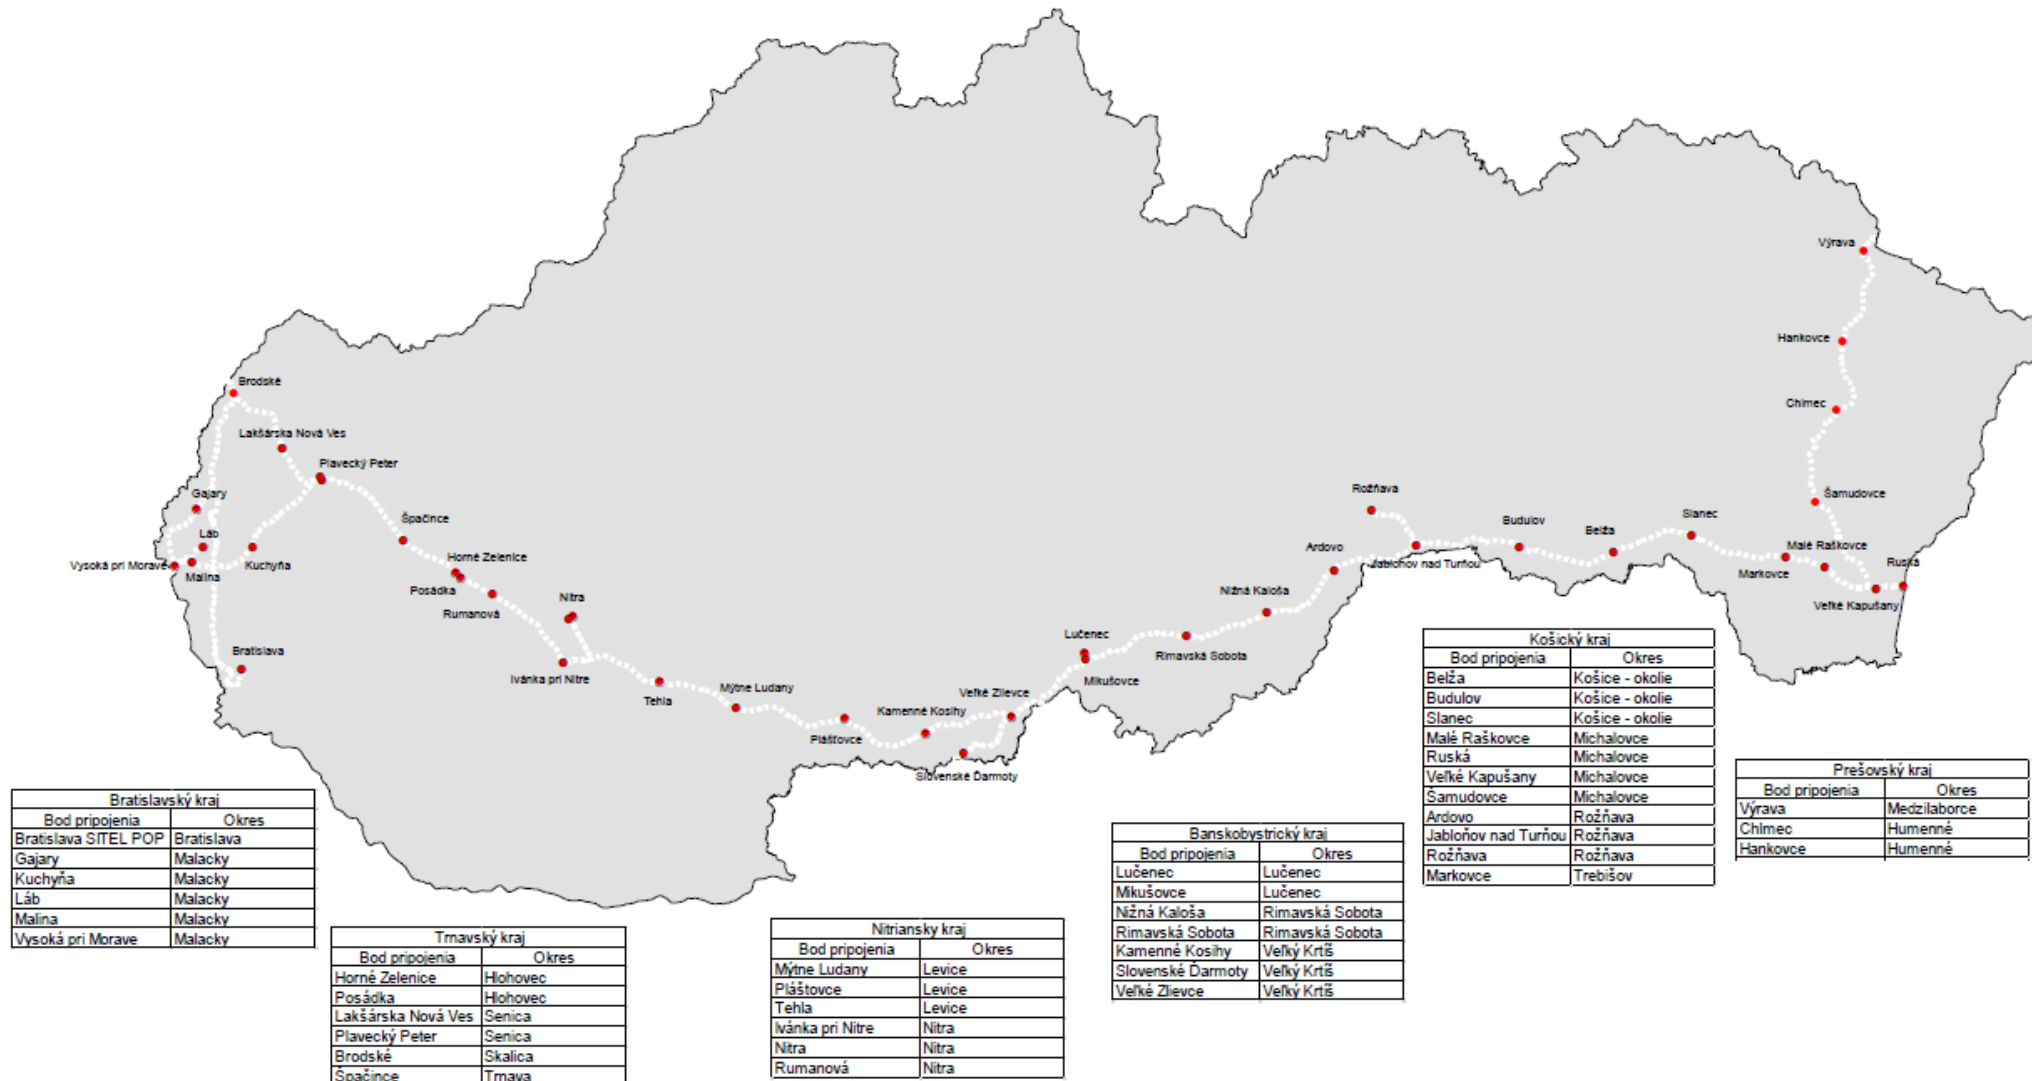 Výrava
Hankovce
Chlmec
Šamudovce
Brodské
Lakšárska Nová Ves
Plavecký Peter
Gajary
Láb
Vysoká pri Morave
Malina
Kuchyňa
Špačince
Horné Zelenice
Posádka
Rumanová
Nitra
Ivánka pri Nitre
Bratislava
Tehla
Mýtne Ludany
Plášťovce
Kamenné Kosihy
Veľké Zlievce
Slovenské Ďarmoty
Lučenec
Mikušovce
Rimavská Sobota
Nižná Kaloša
Ardovo
Rožňava
Jabloňov nad Turňou
Budulov
Belža
Slanec
Malé Raškovce
Markovce
Ruská
Veľké Kapušany
Bratislavský kraj
Bod pripojenia Okres
Bratislava SITEL POP Bratislava
Gajary Malacky
Kuchyňa Malacky
Láb Malacky
Malina Malacky
Vysoká pri Morave Malacky
Trnavský kraj
Bod pripojenia Okres
Horné Zelenice Hlohovec
Posádka Hlohovec
Lakšárska Nová Ves Senica
Plavecký Peter Senica
Brodské Skalica
Špačince Trnava
Nitriansky kraj
Bod pripojenia Okres
Mýtne Ludany Levice
Pláštovce Levice
Tehla Levice
Ivánka pri Nitre Nitra
Nitra Nitra
Rumanová Nitra
Banskobystrický kraj
Bod pripojenia Okres
Lučenec Lučenec
Mikušovce Lučenec
Nižná Kaloša Rimavská Sobota
Rimavská Sobota Rimavská Sobota
Kamenné Kosihy Veľký Krtíš
Slovenské Ďarmoty Veľký Krtíš
Veľké Zlievce Veľký Krtíš
Košický kraj
Bod pripojenia Okres
Belža Košice - okolie
Budulov Košice - okolie
Slanec Košice - okolie
Malé Raškovce Michalovce
Ruská Michalovce
Veľké Kapušany Michalovce
Šamudovce Michalovce
Ardovo Rožňava
Jabloňov nad Turňou Rožňava
Rožňava Rožňava
Markovce Trebišov
Prešovský kraj
Bod pripojenia Okres
Výrava Medzilaborce
Chlmec Humenné
Hankovce Humenné